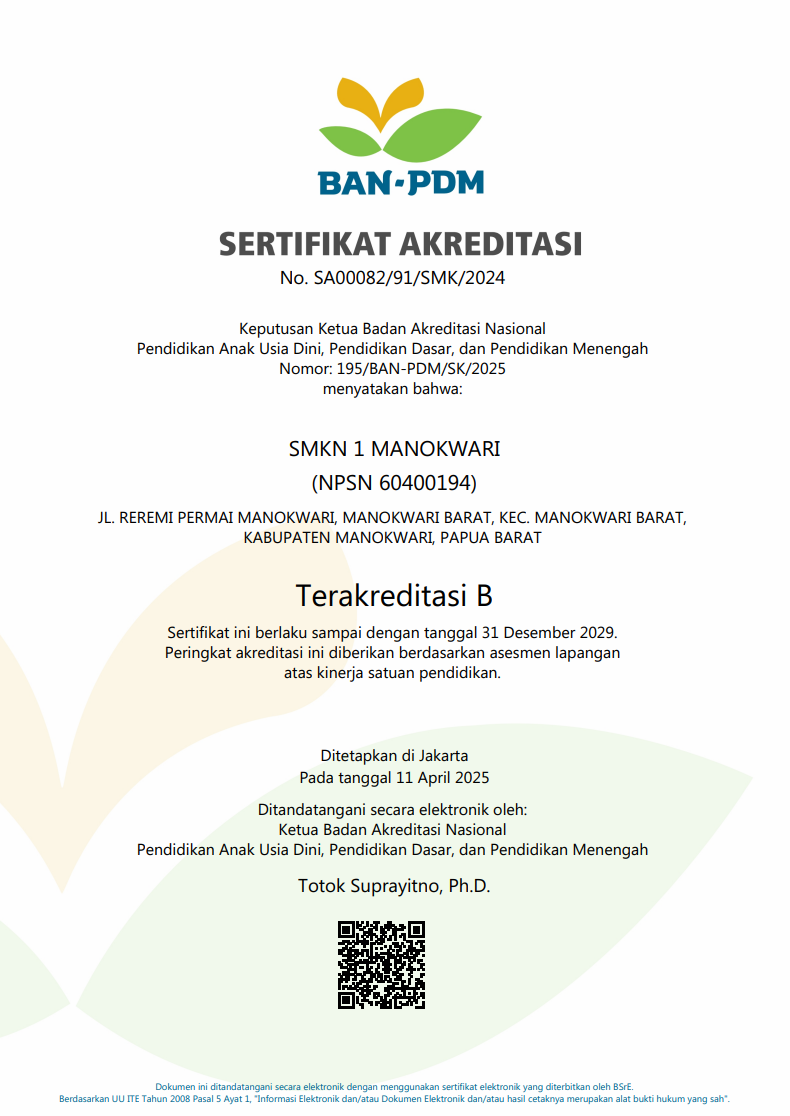 BAN-PDM
SERTIFIKAT AKREDITASI
No. SA00082/91/SMK/2024
Keputusan Ketua Badan Akreditasi Nasional
Pendidikan Anak Usia Dini, Pendidikan Dasar, dan Pendidikan Menengah
Nomor: 195/BAN-PDM/SK/2025
menyatakan bahwa:
SMKN 1 MANOKWARI
(NPSN 60400194)
JL. REREMI PERMAI MANOKWARI, MANOKWARI BARAT, KEC. MANOKWARI BARAT,
KABUPATEN MANOKWARI, PAPUA BARAT
Terakreditasi B
Sertifikat ini berlaku sampai dengan tanggal 31 Desember 2029.
Peringkat akreditasi ini diberikan berdasarkan asesmen lapangan
atas kinerja satuan pendidikan.
Ditetapkan di Jakarta
Pada tanggal 11 April 2025
Ditandatangani secara elektronik oleh:
Ketua Badan Akreditasi Nasional
Pendidikan Anak Usia Dini, Pendidikan Dasar, dan Pendidikan Menengah
Totok Suprayitno, Ph.D.
Dokumen ini ditandatangani secara elektronik dengan menggunakan sertifikat elektronik yang diterbitkan oleh BSrE.
Berdasarkan UU ITE Tahun 2008 Pasal 5 Ayat 1, "Informasi Elektronik dan/atau Dokumen Elektronik dan/atau hasil cetaknya merupakan alat bukti hukum yang sah".